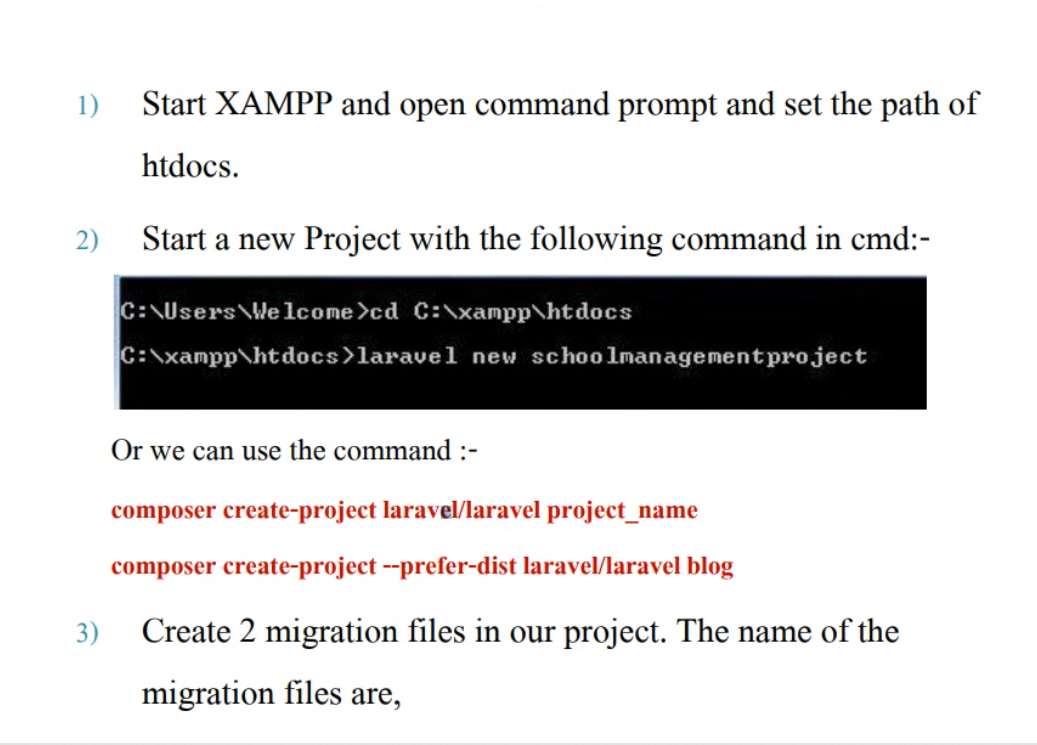 1) Start XAMPP and open command prompt and set the path of
htdocs.
2) Start a new Project with the following command in cmd:-
C:\Users\Welcome>cd C:\xampp\htdocs
C:\xampp\htdocs>laravel new schoolmanagementproject
Or we can use the command :-
composer create-project laravel/laravel project_name
composer create-project --prefer-dist laravel/laravel blog
3) Create 2 migration files in our project. The name of the
migration files are,